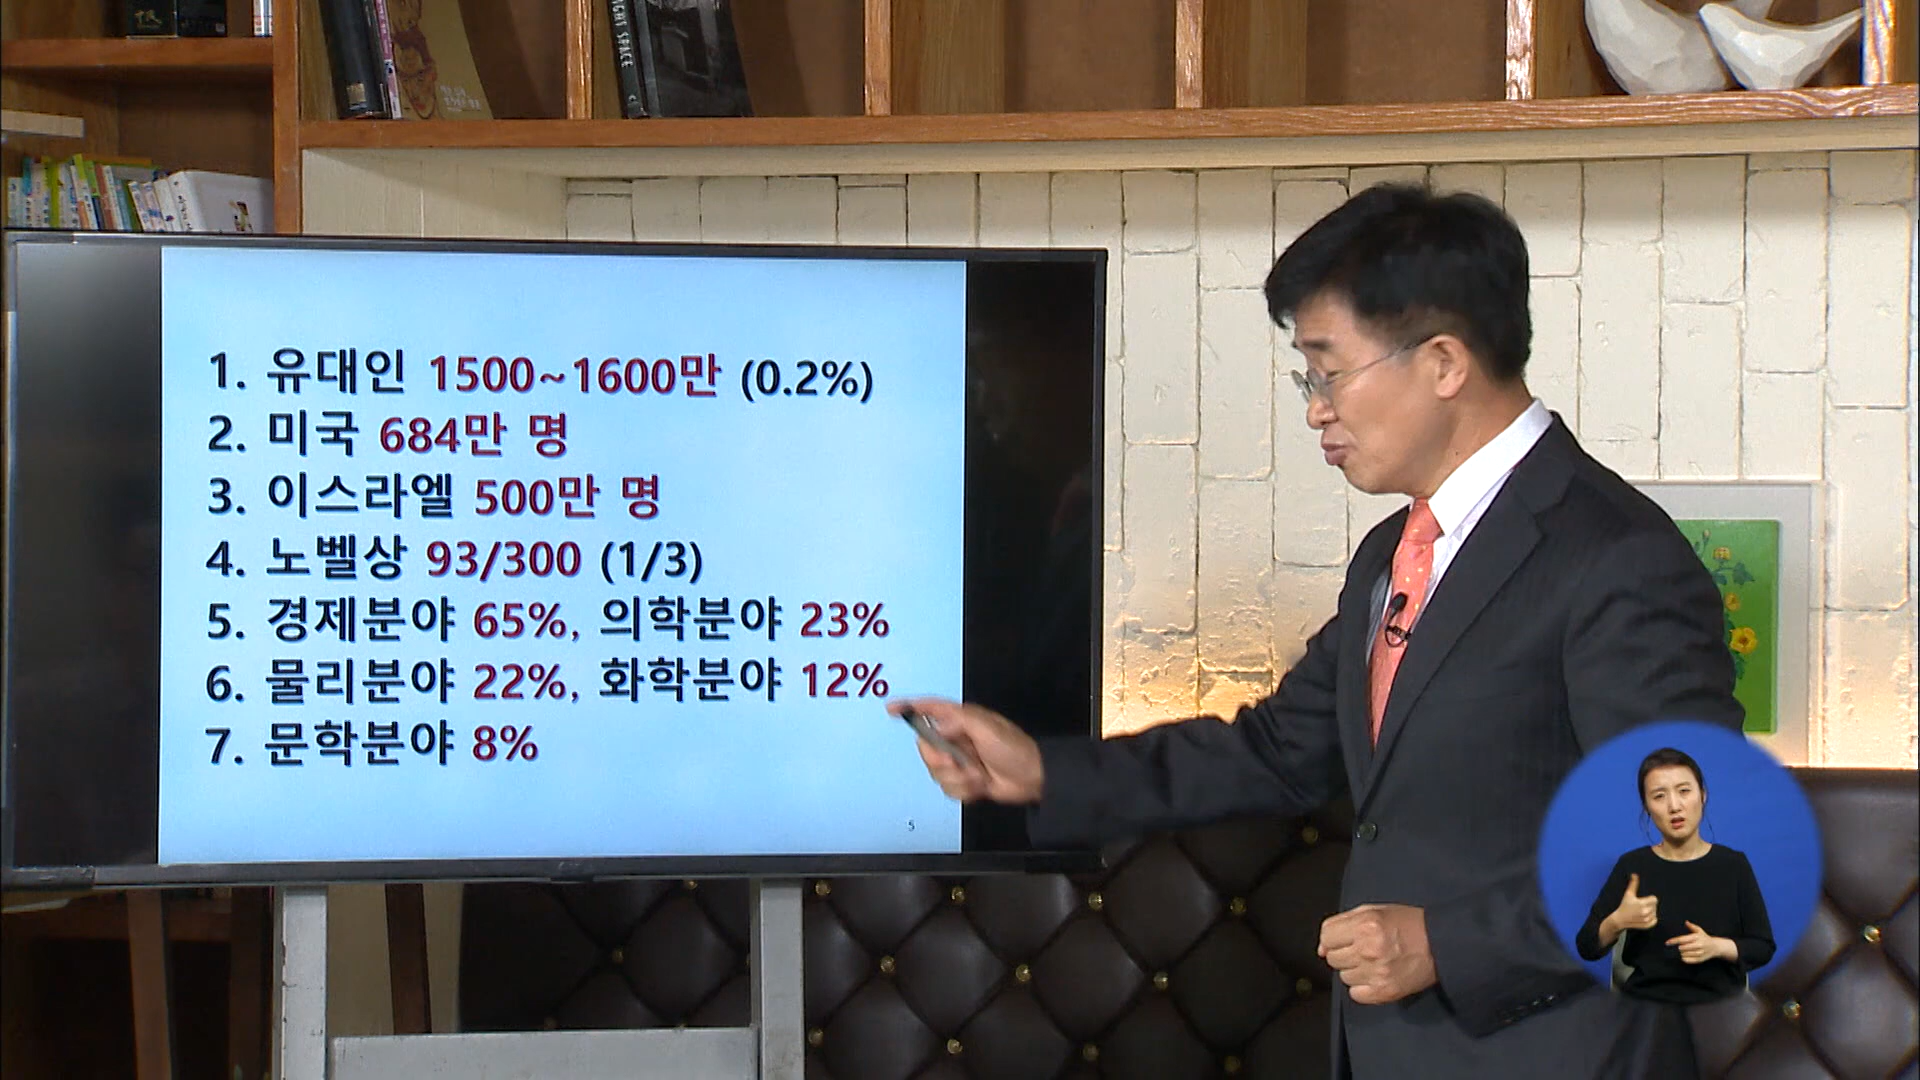 IGHT SPACE
1. 유대인 1500~1600만 (0.2%)
2. 미국 684만 명
3. 이스라엘 500만 명
4. 노벨상 93/300 (1/3)
5. 경제분야 65%, 의학분야 23%
6. 물리분야 22%, 화학분야 12%
7. 문학분야 8%
5